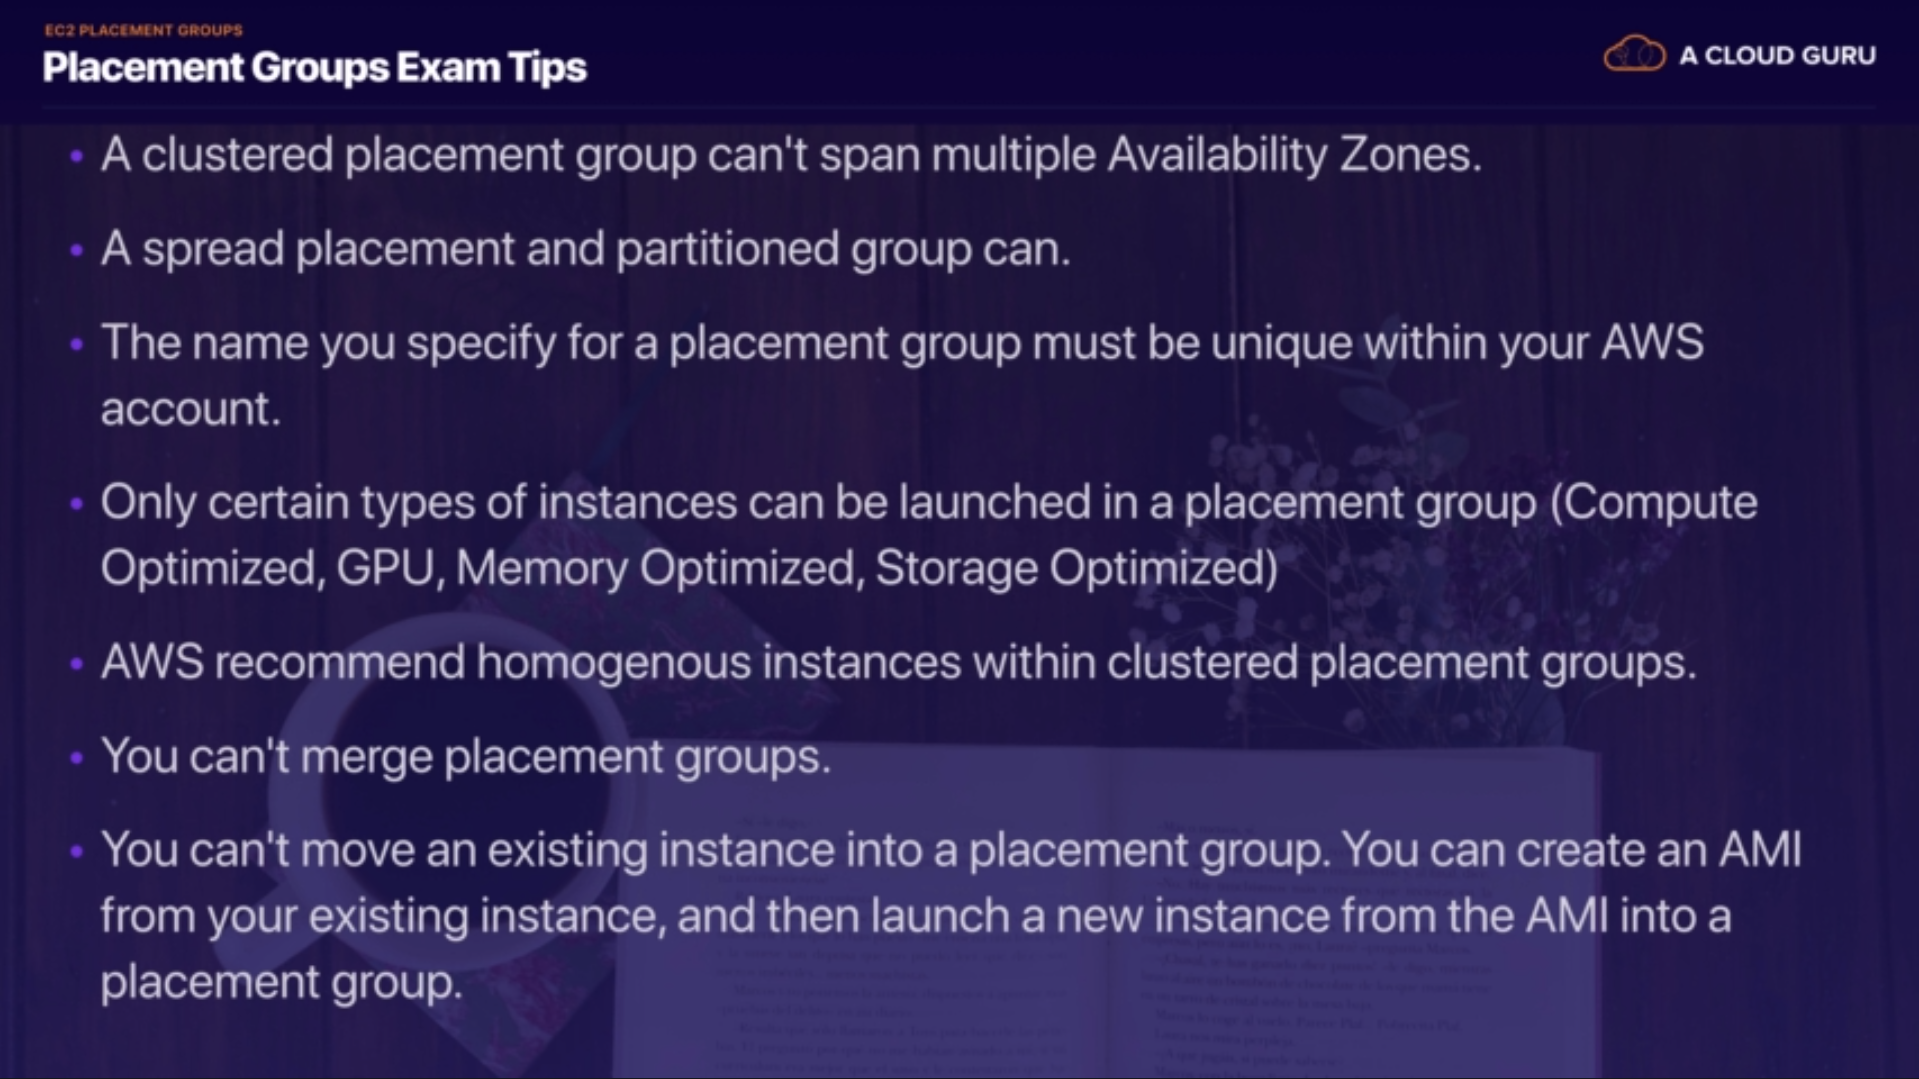 EC2 PLACEMENT GROUPS
Placement Groups Exam Tips
A CLOUD GURU
• A clustered placement group can't span multiple Availability Zones.
• A spread placement and partitioned group can.
• The name you specify for a placement group must be unique within your AWS
account.
• Only certain types of instances can be launched in a placement group (Compute
Optimized, GPU, Memory Optimized, Storage Optimized)
• AWS recommend homogenous instances within clustered placement groups.
• You can't merge placement groups.
• You can't move an existing instance into a placement group. You can create an AMI
from your existing instance, and then launch a new instance from the AMI into a
placement group.